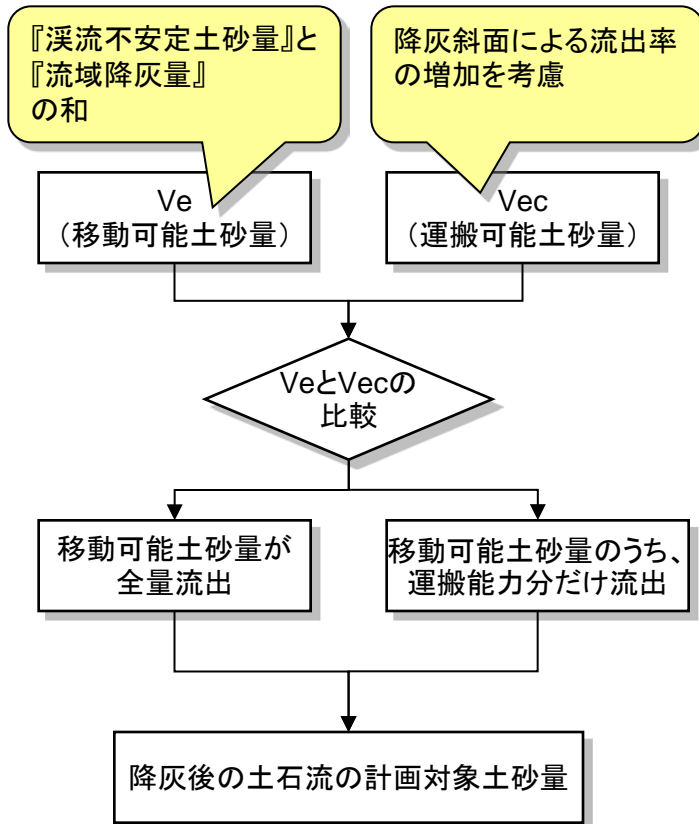 『渓流不安定土砂量』と
『流域降灰量』
の和
降灰斜面による流出率
の増加を考慮
Ve
（移動可能土砂量）
Vec
（運搬可能土砂量）
VeとVecの
比較
移動可能土砂量が
全量流出
移動可能土砂量のうち、
運搬能力分だけ流出
降灰後の土石流の計画対象土砂量